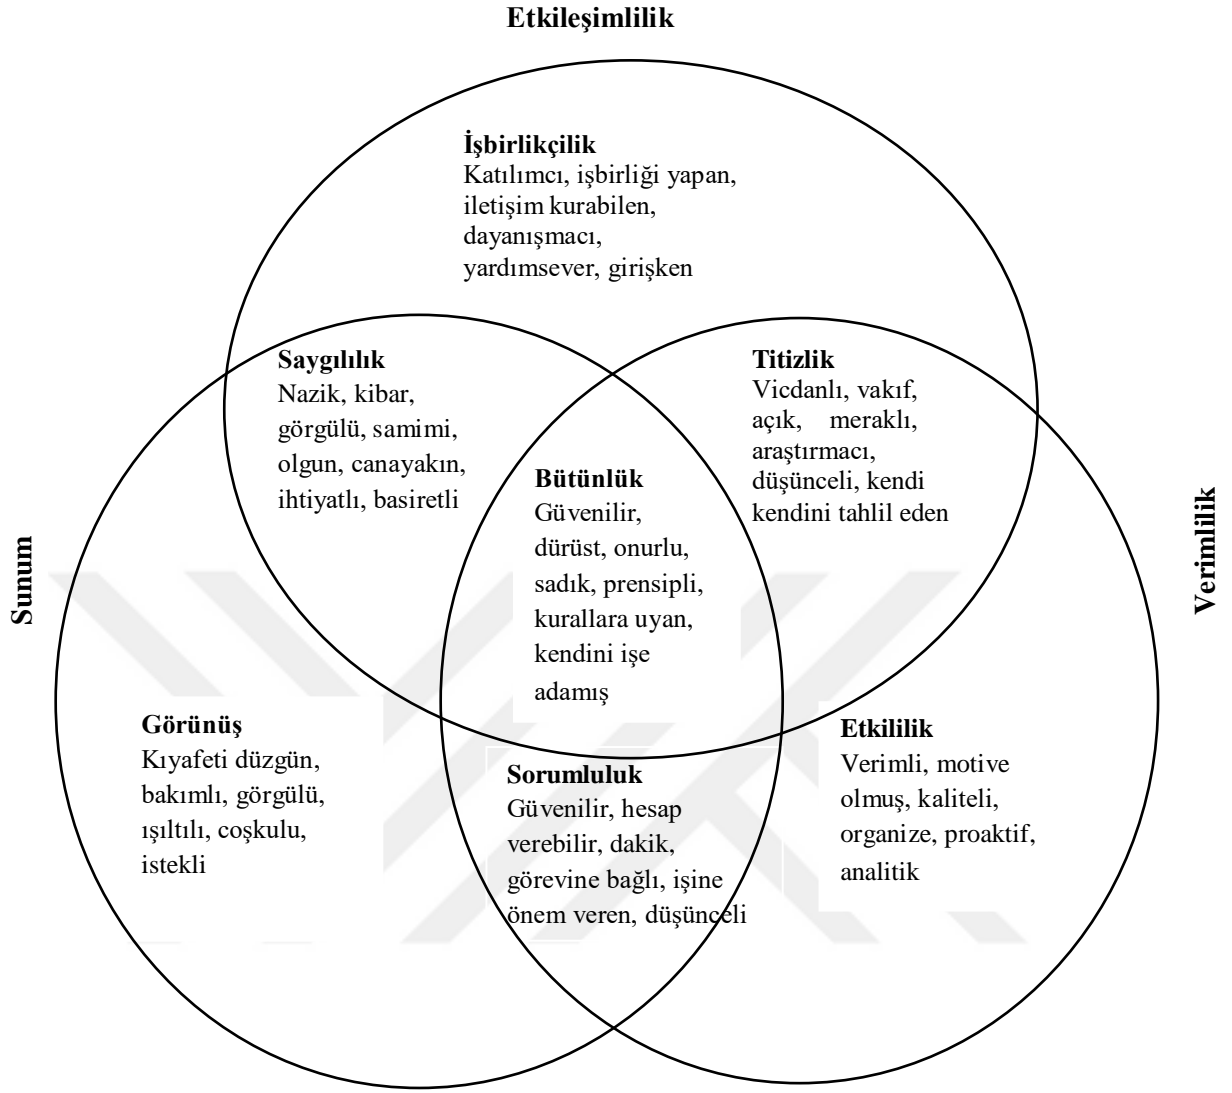 Etkileşimlilik
İşbirlikçilik
Katılımcı, işbirliği yapan,
iletişim kurabilen,
dayanışmacı,
yardımsever, girişken
Saygılılık
Nazik, kibar,
görgülü, samimi,
olgun, canayakın,
ihtiyatlı, basiretli
Titizlik
Vicdanlı, vakıf,
açık, meraklı,
araştırmacı,
düşünceli, kendi
kendini tahlil eden
Bütünlük
Güvenilir,
dürüst, onurlu,
sadık, prensipli,
kurallara uyan,
kendini işe
adamış
Sunum
Verimlilik
Görünüş
Kıyafeti düzgün,
bakımlı, görgülü,
ışıltılı, coşkulu,
istekli
Sorumluluk
Güvenilir, hesap
verebilir, dakik,
görevine bağlı, işine
önem veren, düşünceli
Etkililik
Verimli, motive
olmuş, kaliteli,
organize, proaktif,
analitik